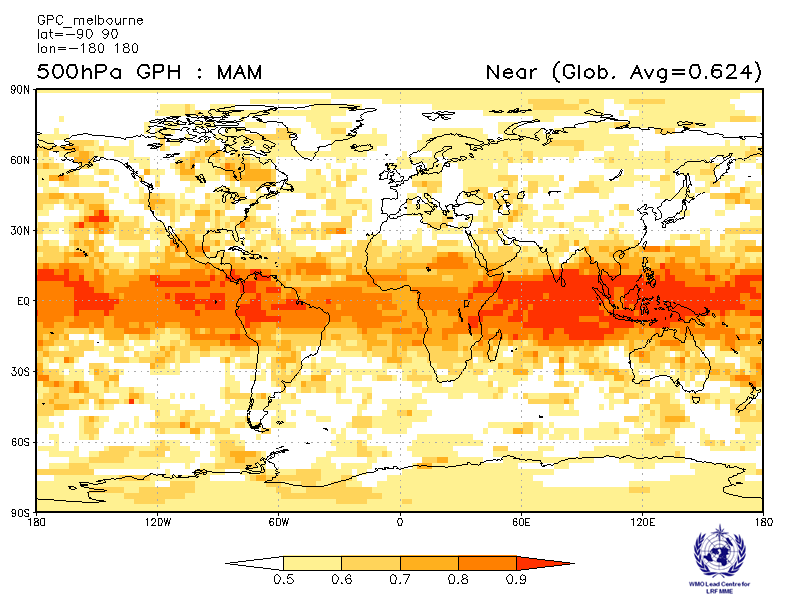 GPC_melbourne
lat=−90 90
lon=−180 180
500hPa GPH : MAM Near (Glob. Avg=0.624)
90N
60N
30N
EQ
30S
60S
90S
180 120W 60W 0 60E 120E 180
0.5 0.6 0.7 0.8 0.9
WMO Lead Centre for
LRF MME